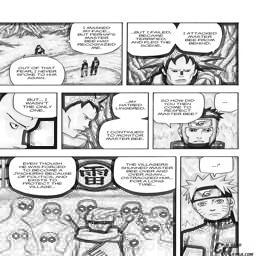 I ATTACKED
MASTER
BEE FROM
BEHIND.
...BUT I FAILED,
BECAME
TERRIFIED,
AND FLED
THE SCENE.
I MASKED
MY FACE...
BUT PERHAPS
MASTER
BEE HAD
RECOGNIZED
ME.
OUT OF THAT
FEAR, I NEVER
SPOKE TO HIM
AGAIN.
SO HOW DID
YOU THEN
COME TO
RESPECT
MASTER BEE?
...MY
HATRED
LINGERED.
I CONTINUED
TO MONITOR
MASTER BEE.
BUT... I
WASN'T
THE ONLY
ONE.
...
THE VILLAGERS
SHUNNED MASTER
BEE OVER AND
OVER AGAIN,
OSTRACIZED HIM...
FOR A LONG
TIME...
EVEN THOUGH
HE WAS FORCED
TO BECOME A
JINCHURIKI BECAUSE
OF POLITICS, AND
EXISTS TO
PROTECT THE
VILLAGE...
雷